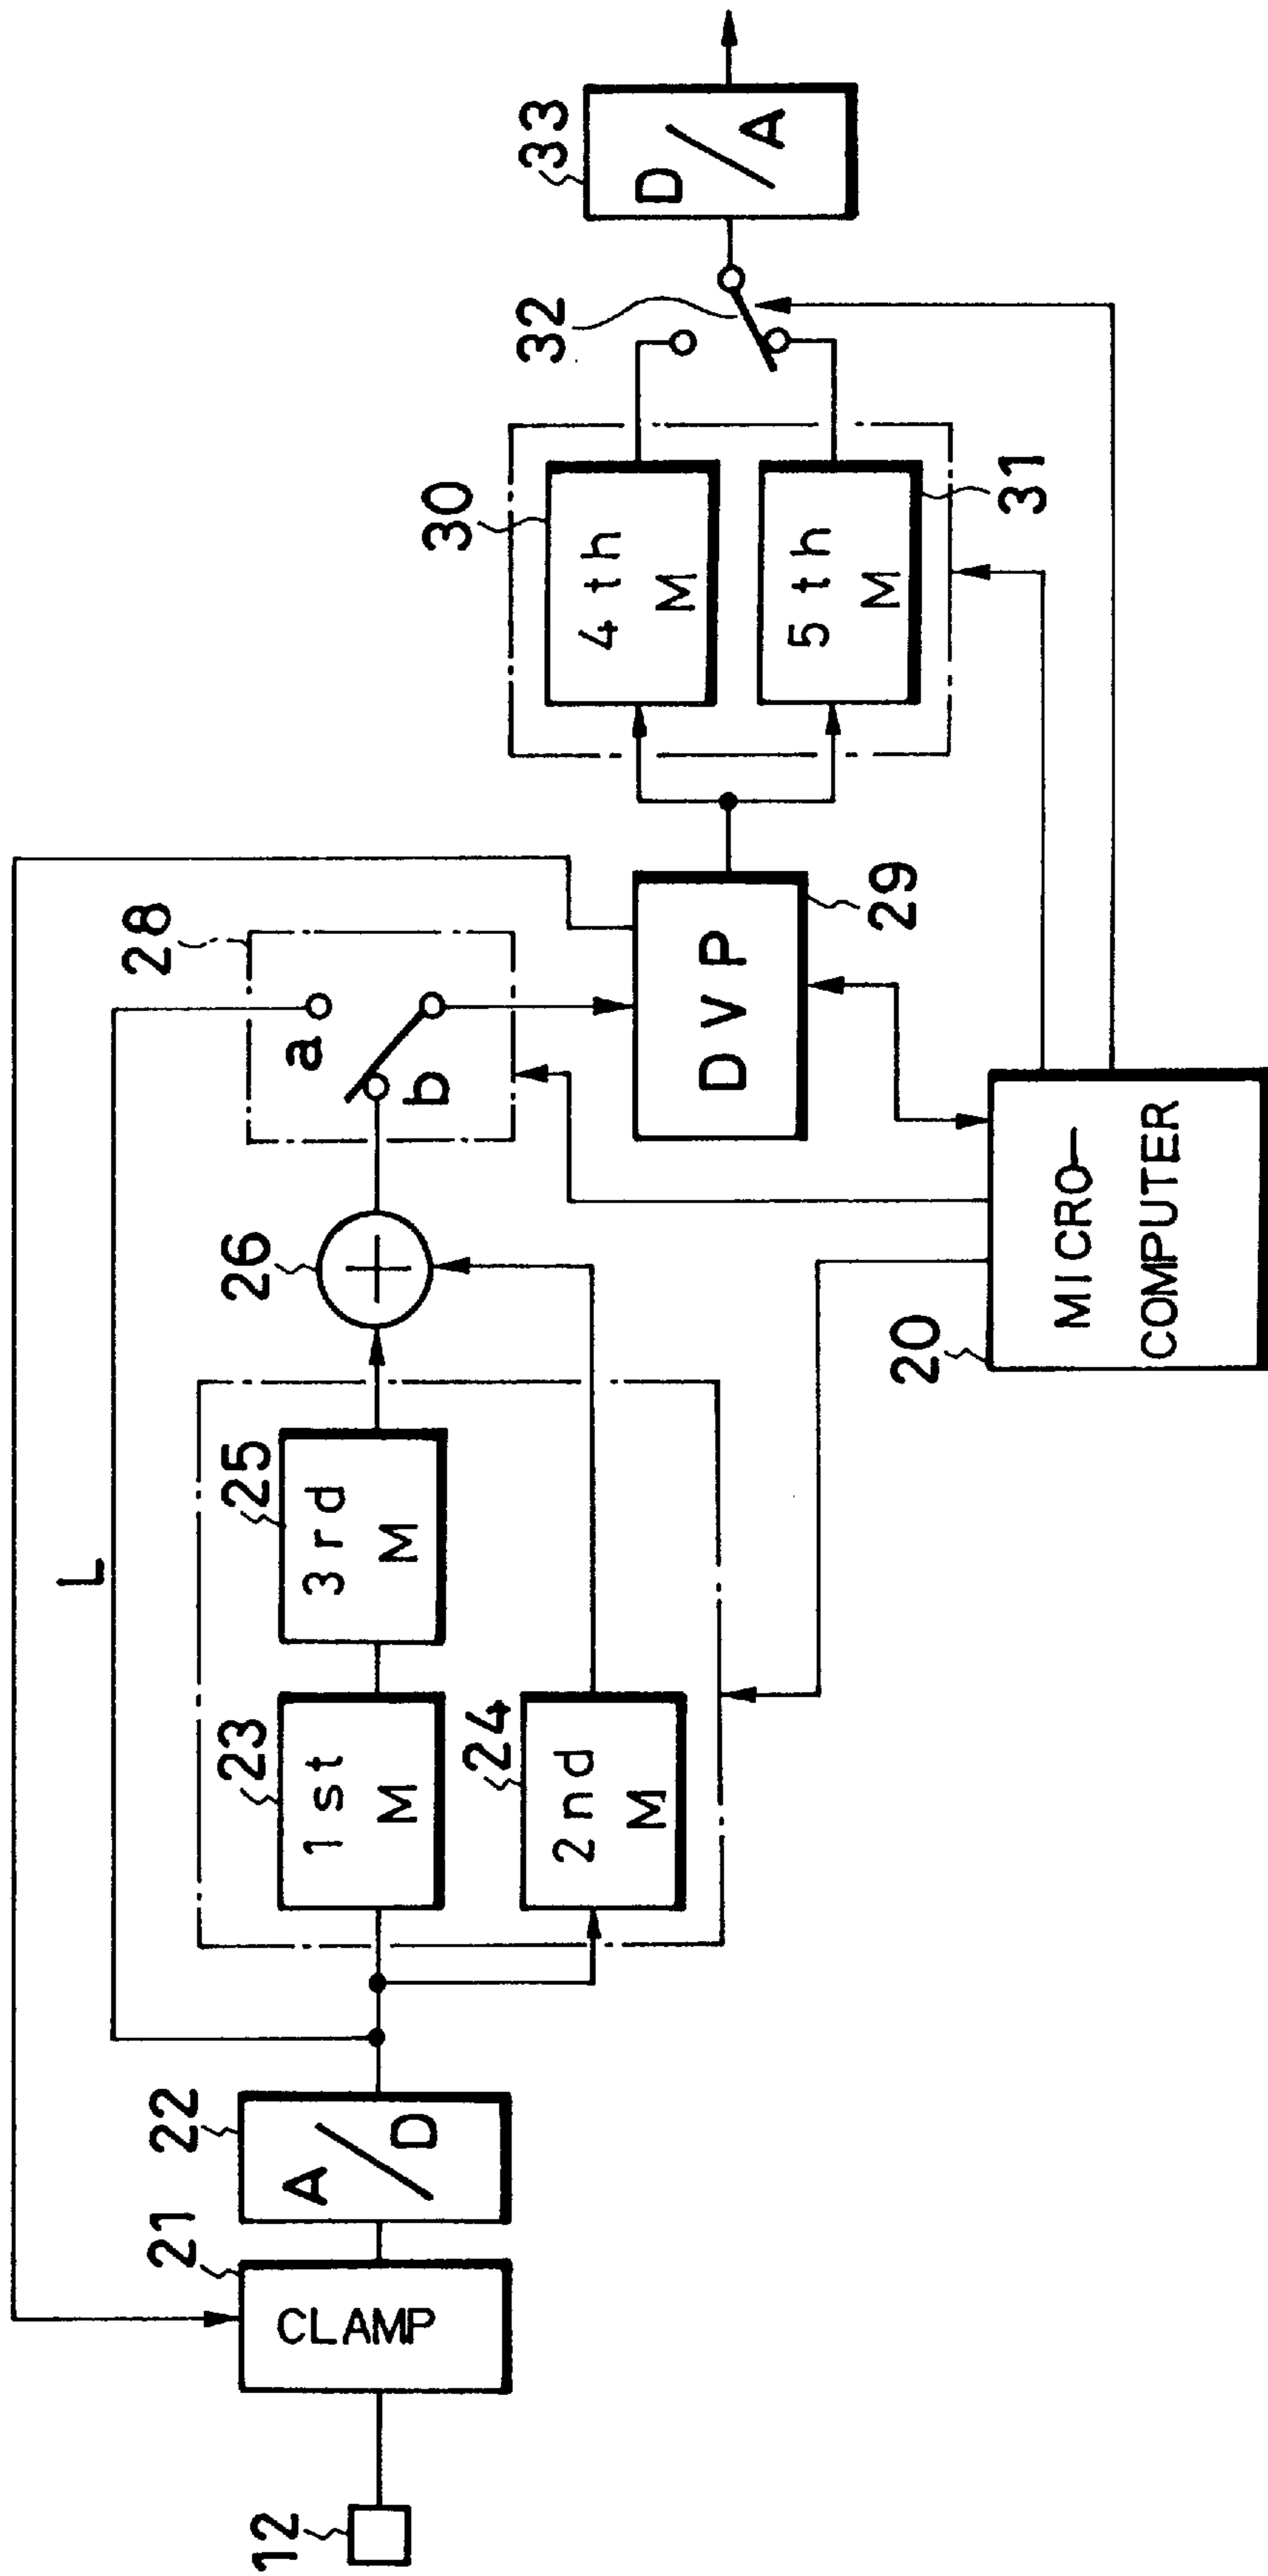 12
21
CLAMP
22
A/D
L
23
1st
M
24
2nd
M
25
3rd
M
26
28
a
b
29
DVP
20
MICRO-
COMPUTER
30
4th
M
31
5th
M
32
33
D/A